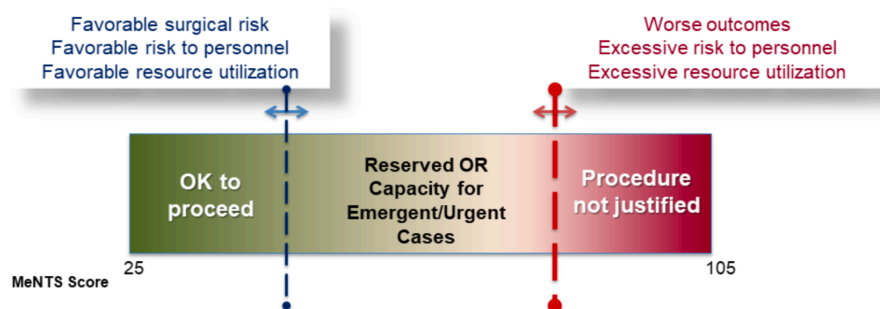 Favorable surgical risk
Favorable risk to personnel
Favorable resource utilization
Worse outcomes
Excessive risk to personnel
Excessive resource utilization
OK to
proceed
Reserved OR
Capacity for
Emergent/Urgent
Cases
Procedure
not justified
25
105
MeNTS Score